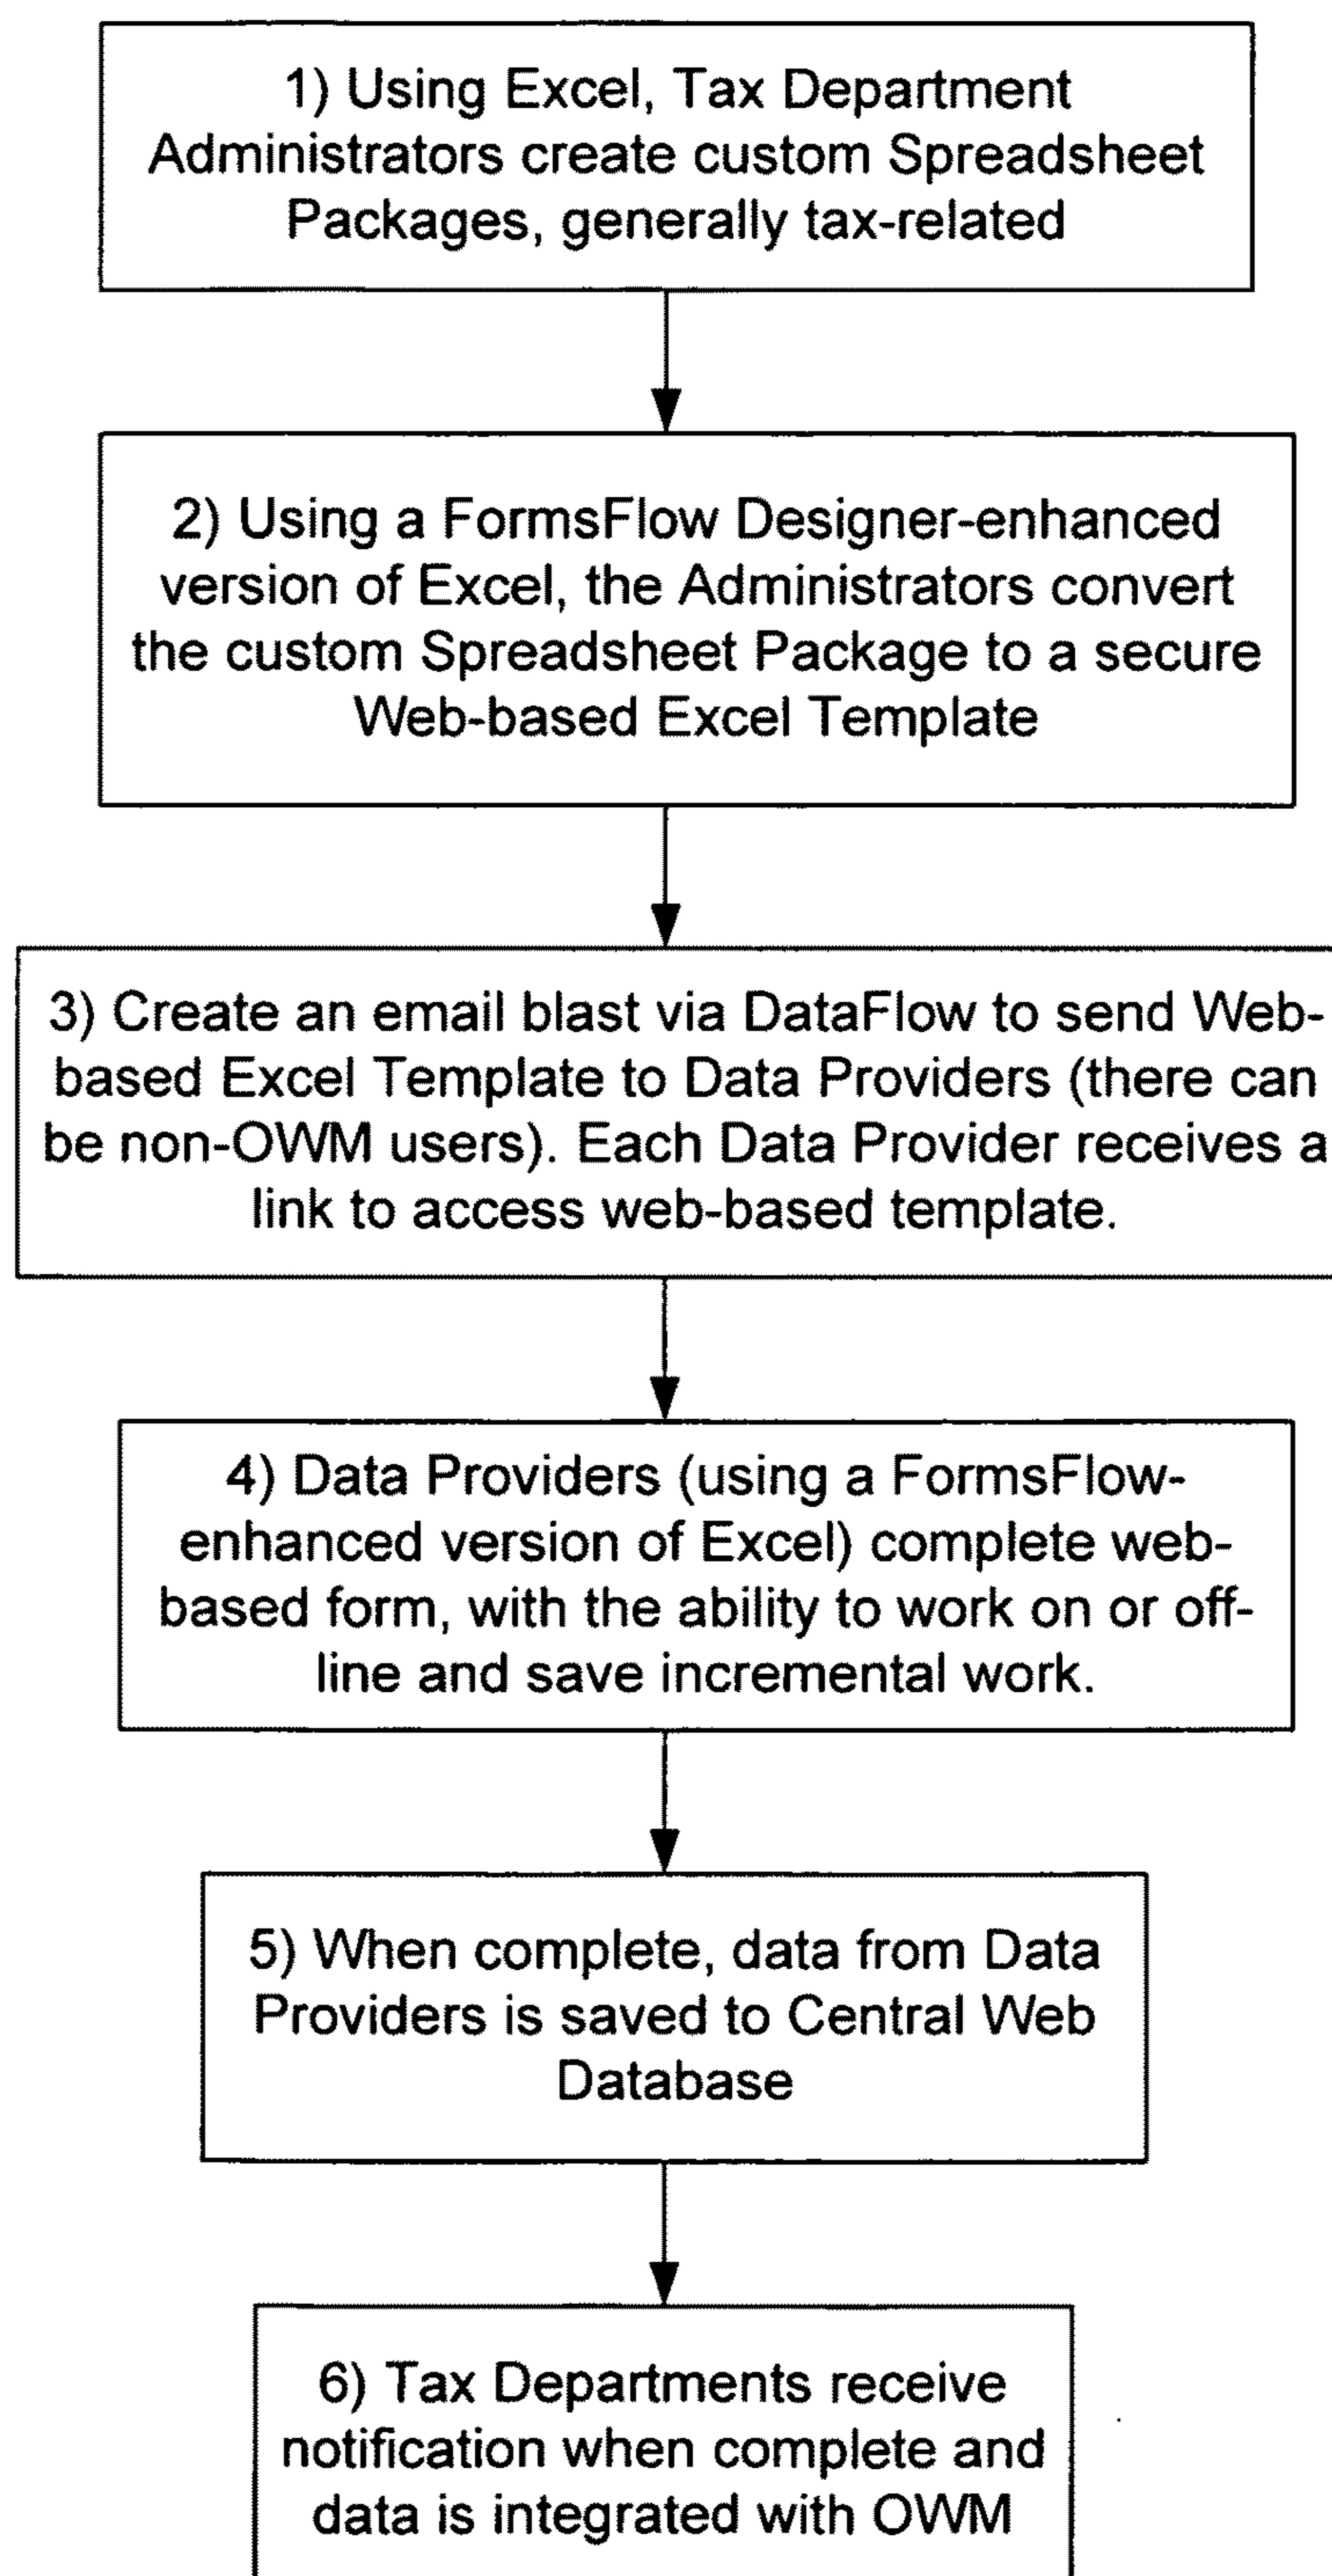 1) Using Excel, Tax Department
Administrators create custom Spreadsheet
Packages, generally tax-related
2) Using a FormsFlow Designer-enhanced
version of Excel, the Administrators convert
the custom Spreadsheet Package to a secure
Web-based Excel Template
3) Create an email blast via DataFlow to send Web-
based Excel Template to Data Providers (there can
be non-OWM users). Each Data Provider receives a
link to access web-based template.
4) Data Providers (using a FormsFlow-
enhanced version of Excel) complete web-
based form, with the ability to work on or off-
line and save incremental work.
5) When complete, data from Data
Providers is saved to Central Web
Database
6) Tax Departments receive
notification when complete and
data is integrated with OWM